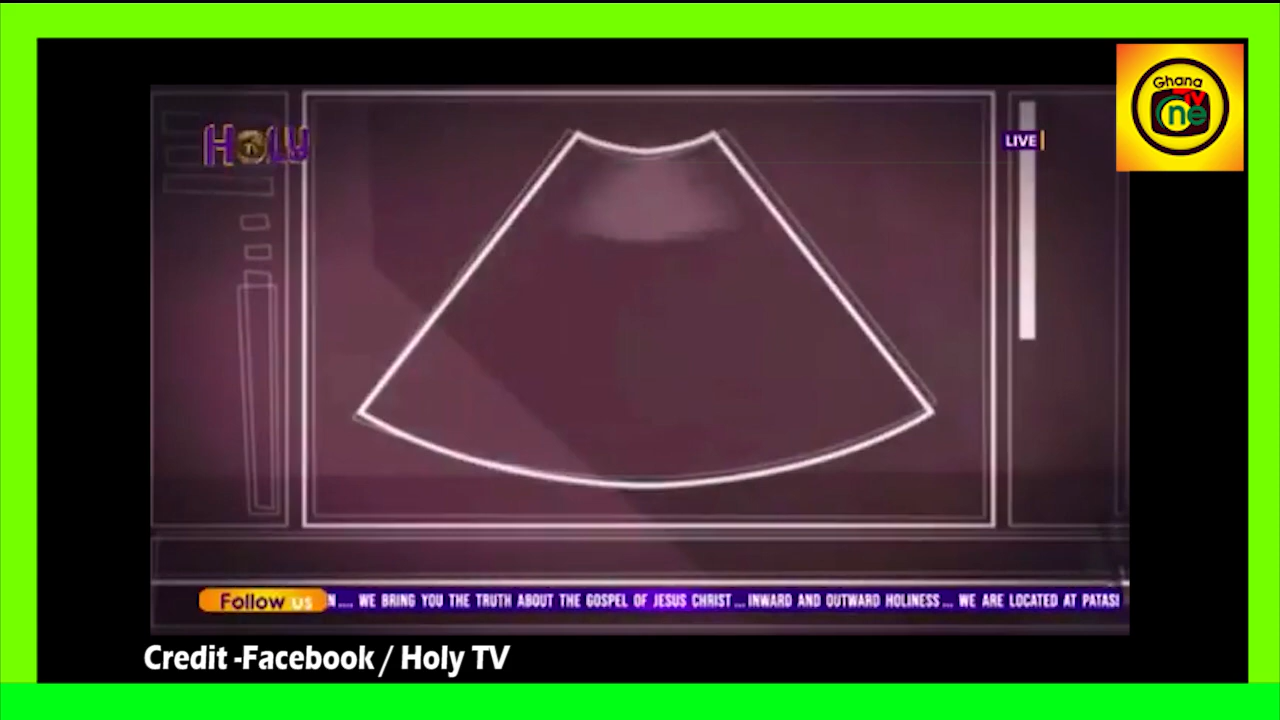 Ghana
TV
One
HOLY
LIVE
Follow us
N.... WE BRING YOU THE TRUTH ABOUT THE GOSPEL OF JESUS CHRIST ... INWARD AND OUTWARD HOLINESS ... WE ARE LOCATED AT PATASI
Credit -Facebook / Holy TV